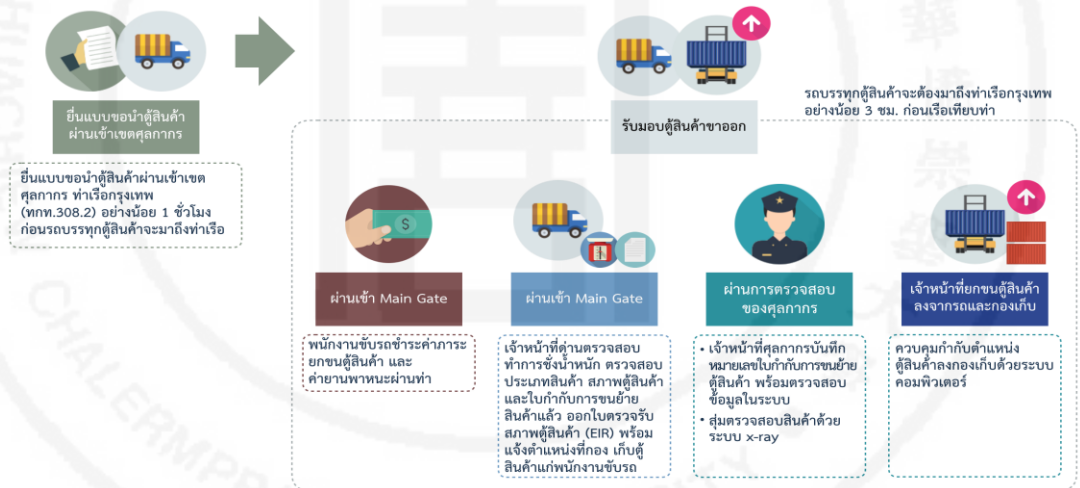 ยื่นแบบขอนำตู้สินค้า
ผ่านเข้าเขตศุลกากร
ยื่นแบบขอนำตู้สินค้าผ่านเข้าเขต
ศุลกากร ท่าเรือกรุงเทพ
(ทกท.308.2) อย่างน้อย 1 ชั่วโมง
ก่อนรถบรรทุกตู้สินค้าจะมาถึงท่าเรือ
รับมอบตู้สินค้าขาออก
รถบรรทุกตู้สินค้าจะต้องมาถึงท่าเรือกรุงเทพ
อย่างน้อย 3 ชม. ก่อนเรือเทียบท่า
$
ผ่านเข้า Main Gate
พนักงานขับรถชำระค่าภาระ
ยกขนตู้สินค้า และ
ค่ายานพาหนะผ่านท่า
ผ่านเข้า Main Gate
เจ้าหน้าที่ด่านตรวจสอบ
ทำการชั่งน้ำหนัก ตรวจสอบ
ประเภทสินค้า สภาพตู้สินค้า
และใบกำกับการขนย้าย
สินค้าแล้ว ออกใบตรวจรับ
สภาพตู้สินค้า (EIR) พร้อม
แจ้งตำแหน่งที่กอง เก็บตู้
สินค้าแก่พนักงานขับรถ
ผ่านการตรวจสอบ
ของศุลกากร
• เจ้าหน้าที่ศุลกากรบันทึก
หมายเลขใบกำกับการขนย้าย
ตู้สินค้า พร้อมตรวจสอบ
ข้อมูลในระบบ
• สุ่มตรวจสอบสินค้าด้วย
ระบบ x-ray
เจ้าหน้าที่ยกขนตู้สินค้า
ลงจากรถและกองเก็บ
ควบคุมกำกับตำแหน่ง
ตู้สินค้าลงกองเก็บด้วยระบบ
คอมพิวเตอร์